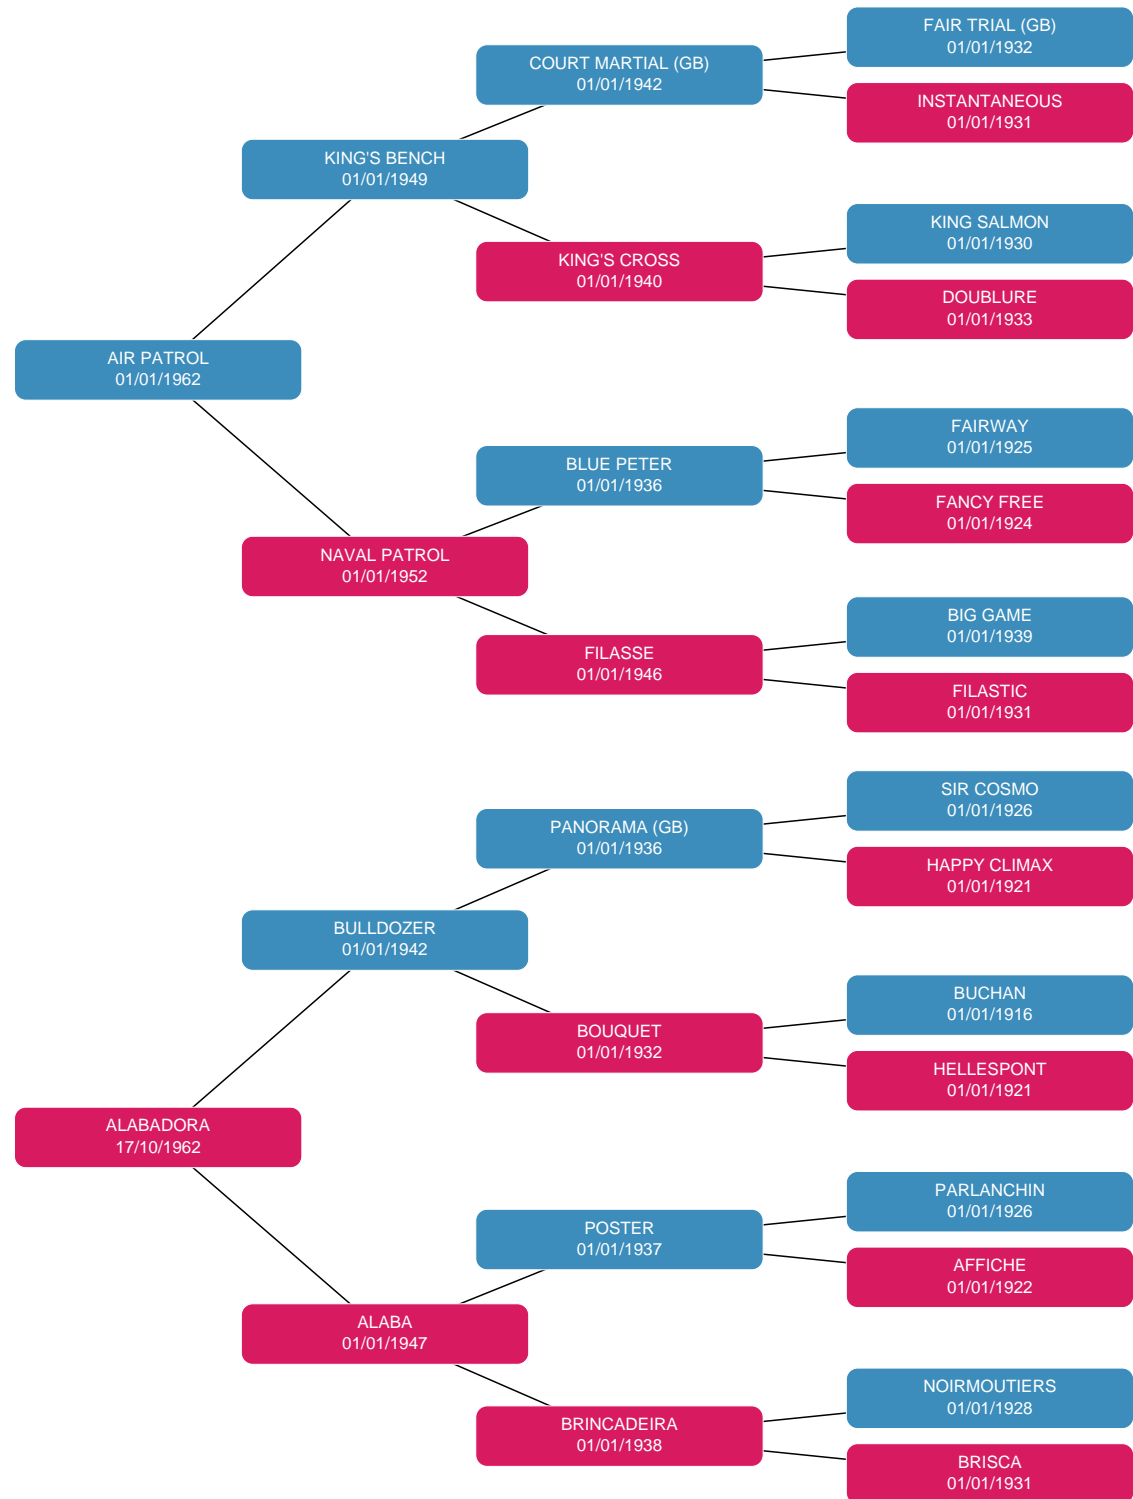 FAIR TRIAL (GB)
01/01/1932
COURT MARTIAL (GB)
01/01/1942
INSTANTANEOUS
01/01/1931
KING'S BENCH
01/01/1949
KING SALMON
01/01/1930
KING'S CROSS
01/01/1940
DOUBLURE
01/01/1933
AIR PATROL
01/01/1962
FAIRWAY
01/01/1925
BLUE PETER
01/01/1936
FANCY FREE
01/01/1924
NAVAL PATROL
01/01/1952
BIG GAME
01/01/1939
FILASSE
01/01/1946
FILASTIC
01/01/1931
SIR COSMO
01/01/1926
PANORAMA (GB)
01/01/1936
HAPPY CLIMAX
01/01/1921
BULLDOZER
01/01/1942
BUCHAN
01/01/1916
BOUQUET
01/01/1932
HELLESPONT
01/01/1921
ALABADORA
17/10/1962
PARLANCHIN
01/01/1926
POSTER
01/01/1937
AFFICHE
01/01/1922
ALABA
01/01/1947
NOIRMOUTIERS
01/01/1928
BRINCADEIRA
01/01/1938
BRISCA
01/01/1931